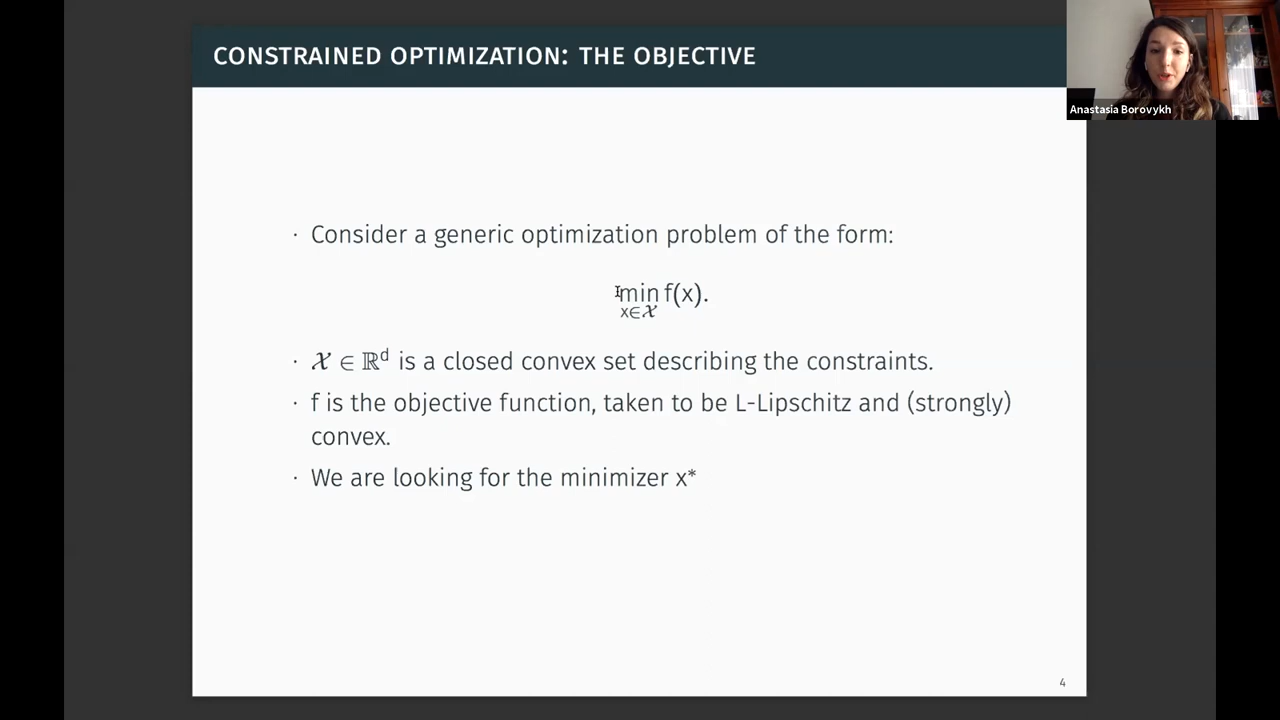 CONSTRAINED OPTIMIZATION: THE OBJECTIVE
Anastasia Borovykh
· Consider a generic optimization problem of the form:
min f(x).
x∈𝒳
· 𝒳 ∈ ℝᵈ is a closed convex set describing the constraints.
· f is the objective function, taken to be L-Lipschitz and (strongly)
convex.
· We are looking for the minimizer x*
4